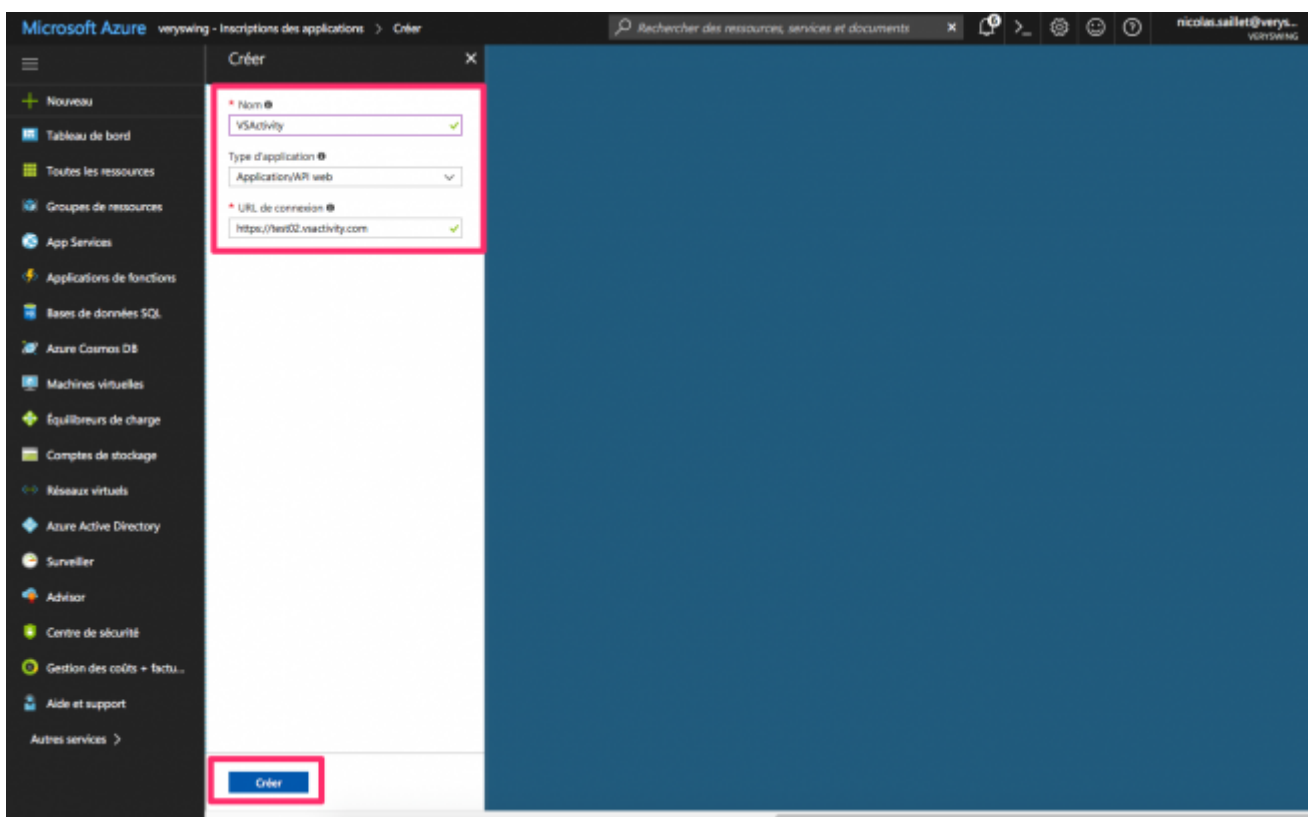 Microsoft Azure veryswing - Inscriptions des applications > Créer
Rechercher des ressources, services et documents
6
nicolas.saillet@verys...
VERYSWING
Créer
Nouveau
Tableau de bord
Toutes les ressources
Groupes de ressources
App Services
Applications de fonctions
Bases de données SQL
Azure Cosmos DB
Machines virtuelles
Équilibreurs de charge
Comptes de stockage
Réseaux virtuels
Azure Active Directory
Surveiller
Advisor
Centre de sécurité
Gestion des coûts + factu...
Aide et support
Autres services >
* Nom
VSActivity
Type d'application
Application/API web
* URL de connexion
https://test02.vsactivity.com
Créer